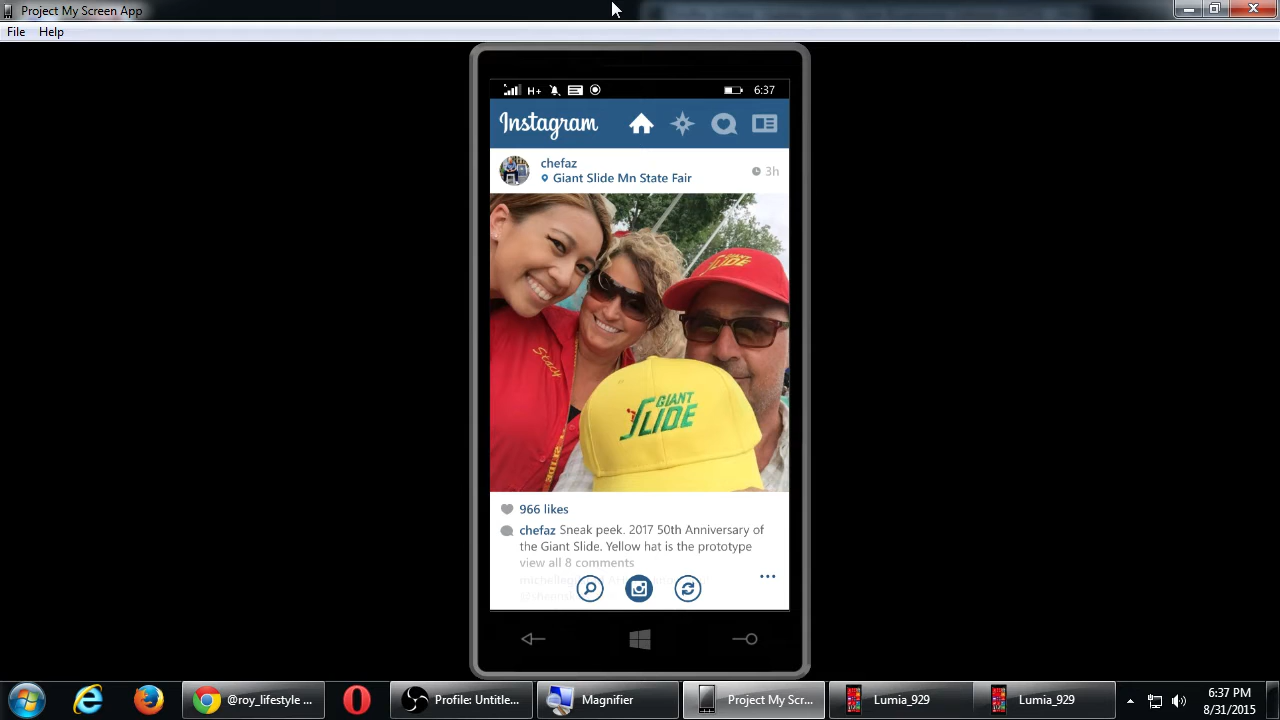 Project My Screen App
File Help
H+ 6:37
Instagram
chefaz
Giant Slide Mn State Fair
3h
SLIDE
Stacy
GIANT
SLIDE
966 likes
chefaz Sneak peek. 2017 50th Anniversary of
the Giant Slide. Yellow hat is the prototype
view all 8 comments
@roy_lifestyle ...
Profile: Untitle...
Magnifier
Project My Scr...
Lumia_929
Lumia_929
6:37 PM
8/31/2015